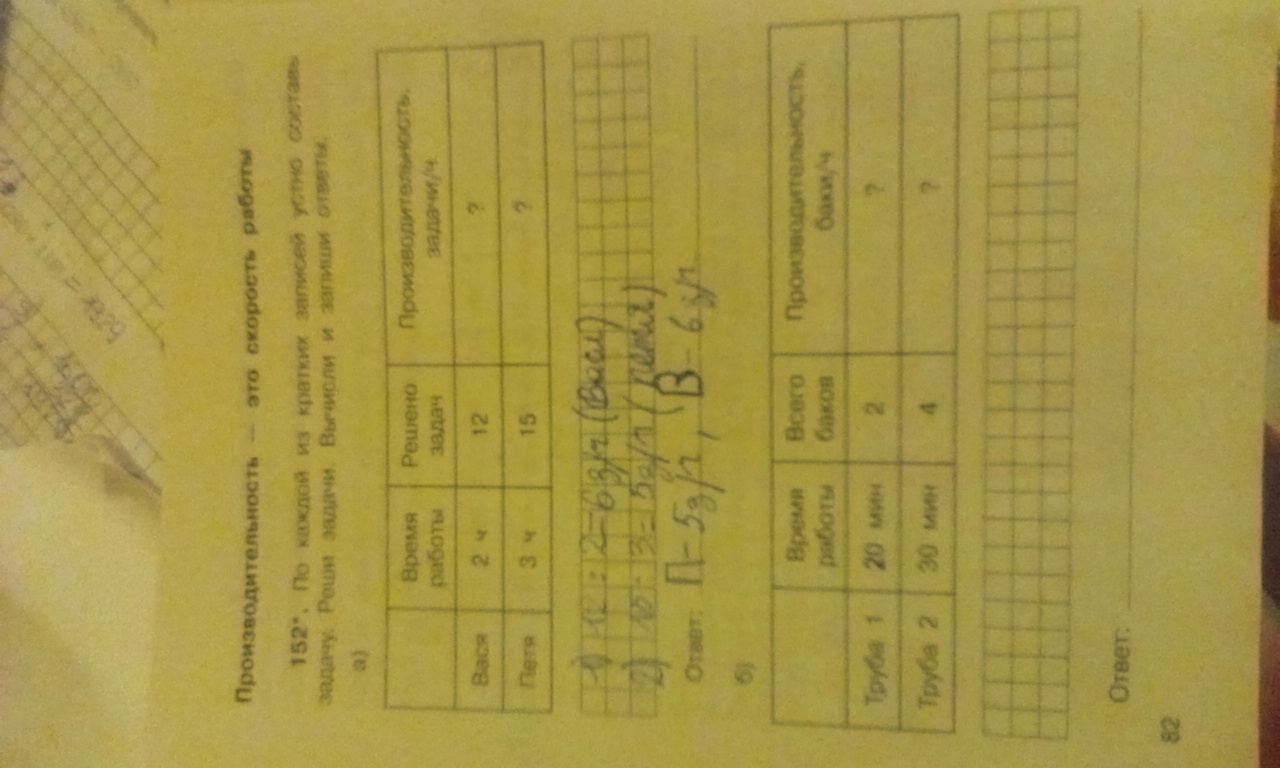 Производительность — это скорость работы
152*. По каждой из кратких записей устно составь
задачу. Реши задачи. Вычисли и запиши ответы.
а)
Время работы Решено задач Производительность, задачи/ч
Вася 2 ч 12 ?
Петя 3 ч 15 ?
1) 12 : 2 = 6 з/ч (Вася)
2) 15 : 3 = 5 з/ч (Петя)
Ответ: П - 5 з/ч, В - 6 з/ч
б)
Время работы Всего баков Производительность, баки/ч
Труба 1 20 мин 2 ?
Труба 2 30 мин 4 ?
Ответ:
82